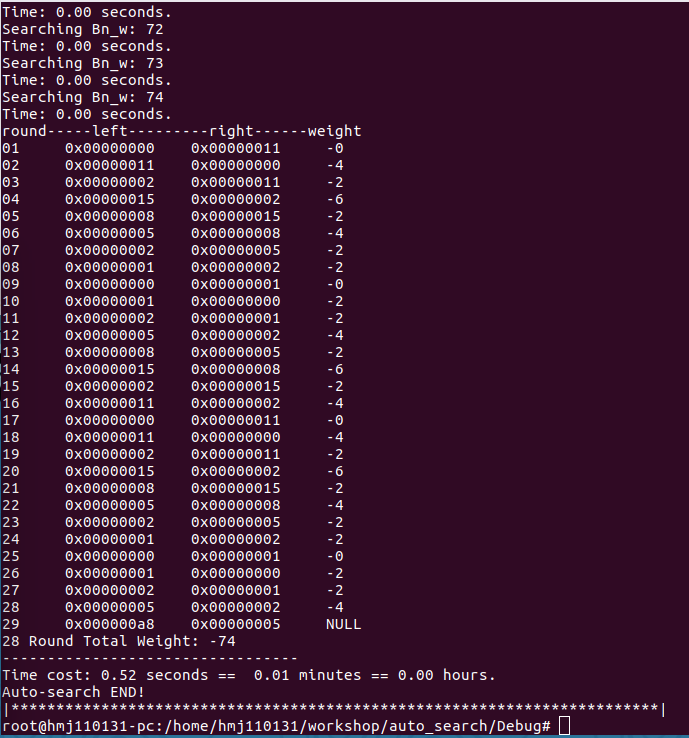 Time: 0.00 seconds.
Searching Bn_w: 72
Time: 0.00 seconds.
Searching Bn_w: 73
Time: 0.00 seconds.
Searching Bn_w: 74
Time: 0.00 seconds.
round-----left---------right------weight
01     0x00000000    0x00000011     -0
02     0x00000011    0x00000000     -4
03     0x00000002    0x00000011     -2
04     0x00000015    0x00000002     -6
05     0x00000008    0x00000015     -2
06     0x00000005    0x00000008     -4
07     0x00000002    0x00000005     -2
08     0x00000001    0x00000002     -2
09     0x00000000    0x00000001     -0
10     0x00000001    0x00000000     -2
11     0x00000002    0x00000001     -2
12     0x00000005    0x00000002     -4
13     0x00000008    0x00000005     -2
14     0x00000015    0x00000008     -6
15     0x00000002    0x00000015     -2
16     0x00000011    0x00000002     -4
17     0x00000000    0x00000011     -0
18     0x00000011    0x00000000     -4
19     0x00000002    0x00000011     -2
20     0x00000015    0x00000002     -6
21     0x00000008    0x00000015     -2
22     0x00000005    0x00000008     -4
23     0x00000002    0x00000005     -2
24     0x00000001    0x00000002     -2
25     0x00000000    0x00000001     -0
26     0x00000001    0x00000000     -2
27     0x00000002    0x00000001     -2
28     0x00000005    0x00000002     -4
29     0x000000a8    0x00000005     NULL
28 Round Total Weight: -74
---------------------------------
Time cost: 0.52 seconds ==  0.01 minutes == 0.00 hours.
Auto-search END!
|************************************************************************|
root@hmj110131-pc:/home/hmj110131/workshop/auto_search/Debug#